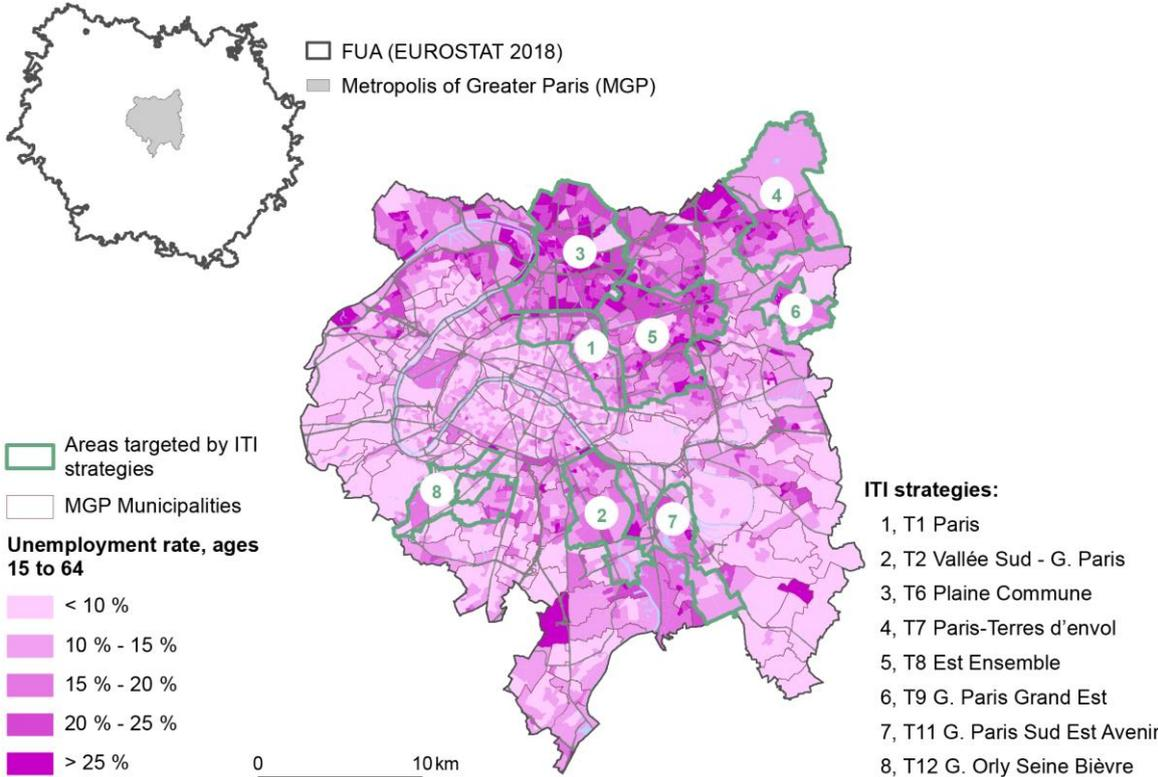 FUA (EUROSTAT 2018)
Metropolis of Greater Paris (MGP)
4
3
6
5
1
8
2
7
Areas targeted by ITI
strategies
MGP Municipalities
Unemployment rate, ages
15 to 64
< 10 %
10 % - 15 %
15 % - 20 %
20 % - 25 %
> 25 %
0 10 km
ITI strategies:
1, T1 Paris
2, T2 Vallée Sud - G. Paris
3, T6 Plaine Commune
4, T7 Paris-Terres d’envol
5, T8 Est Ensemble
6, T9 G. Paris Grand Est
7, T11 G. Paris Sud Est Avenir
8, T12 G. Orly Seine Bièvre